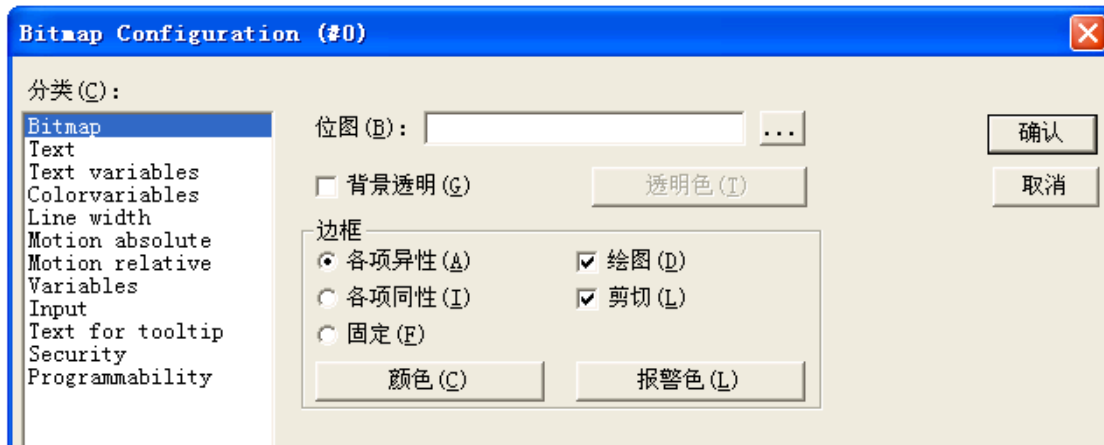 Bitmap Configuration (#0)
分类(C):
Bitmap
Text
Text variables
Colorvariables
Line width
Motion absolute
Motion relative
Variables
Input
Text for tooltip
Security
Programmability
位图(B):
...
背景透明(G)
透明色(T)
边框
各项异性(A)
绘图(D)
各项同性(I)
剪切(L)
固定(F)
颜色(C)
报警色(L)
确认
取消